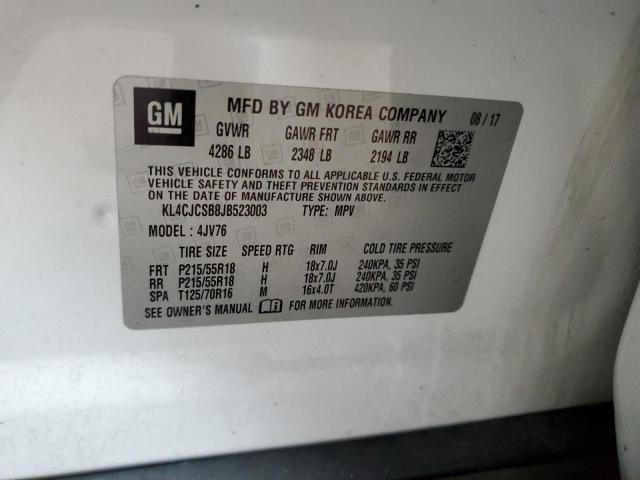 GM MFD BY GM KOREA COMPANY 08/17
GVWR GAWR FRT GAWR RR
4286 LB 2348 LB 2194 LB
THIS VEHICLE CONFORMS TO ALL APPLICABLE U.S. FEDERAL MOTOR
VEHICLE SAFETY AND THEFT PREVENTION STANDARDS IN EFFECT ON
THE DATE OF MANUFACTURE SHOWN ABOVE.
KL4CJCSB8JB523003 TYPE: MPV
MODEL: 4JV76
TIRE SIZE SPEED RTG RIM COLD TIRE PRESSURE
FRT P215/55R18 H 18x7.0J 240KPA, 35 PSI
RR P215/55R18 H 18x7.0J 240KPA, 35 PSI
SPA T125/70R16 M 16x4.0T 420KPA, 60 PSI
SEE OWNER'S MANUAL FOR MORE INFORMATION.